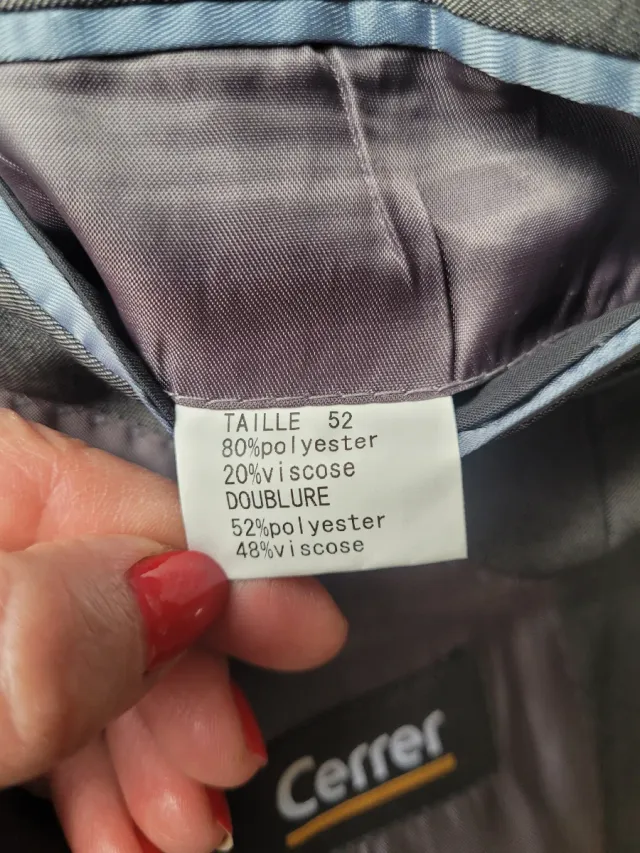 TAILLE 52
80%polyester
20%viscose
DOUBLURE
52%polyester
48%viscose
Cerrer